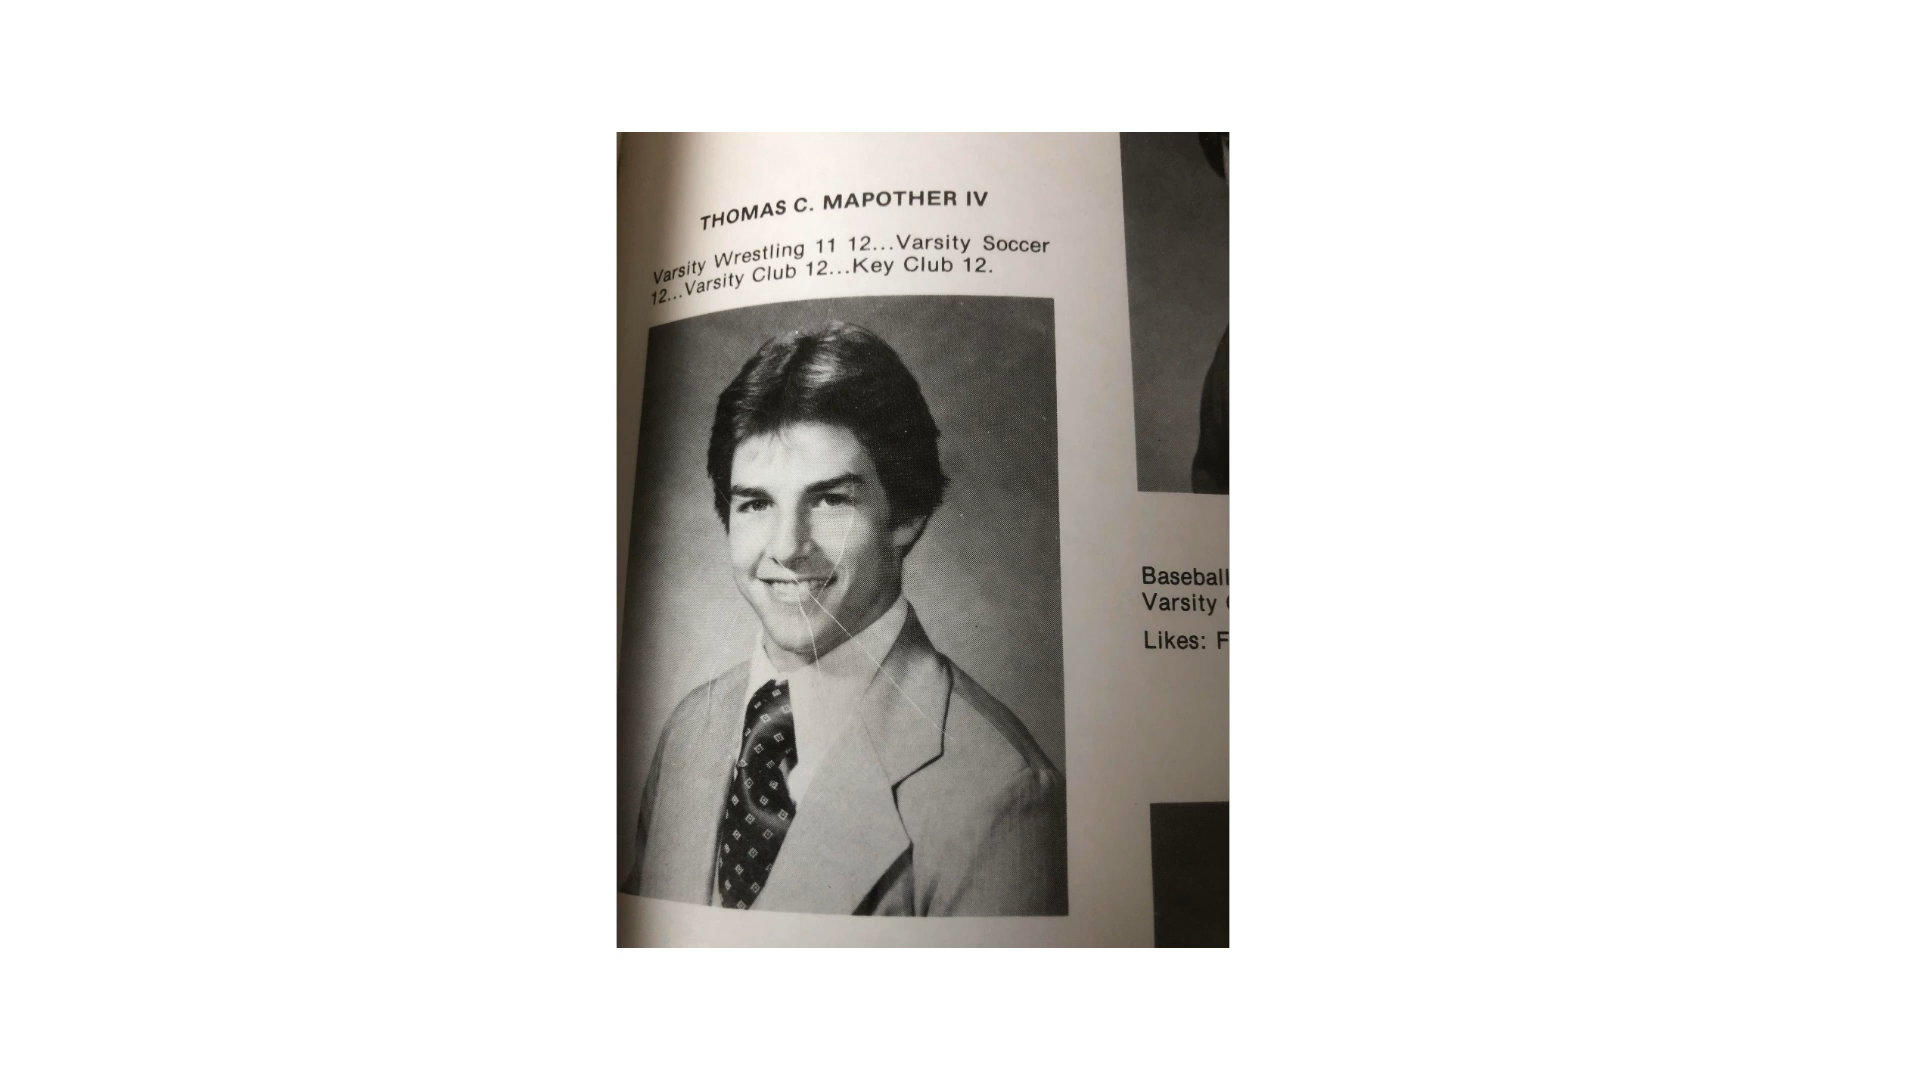 THOMAS C. MAPOTHER IV
Varsity Wrestling 11 12...Varsity Soccer
12...Varsity Club 12...Key Club 12.
Baseball
Varsity
Likes: